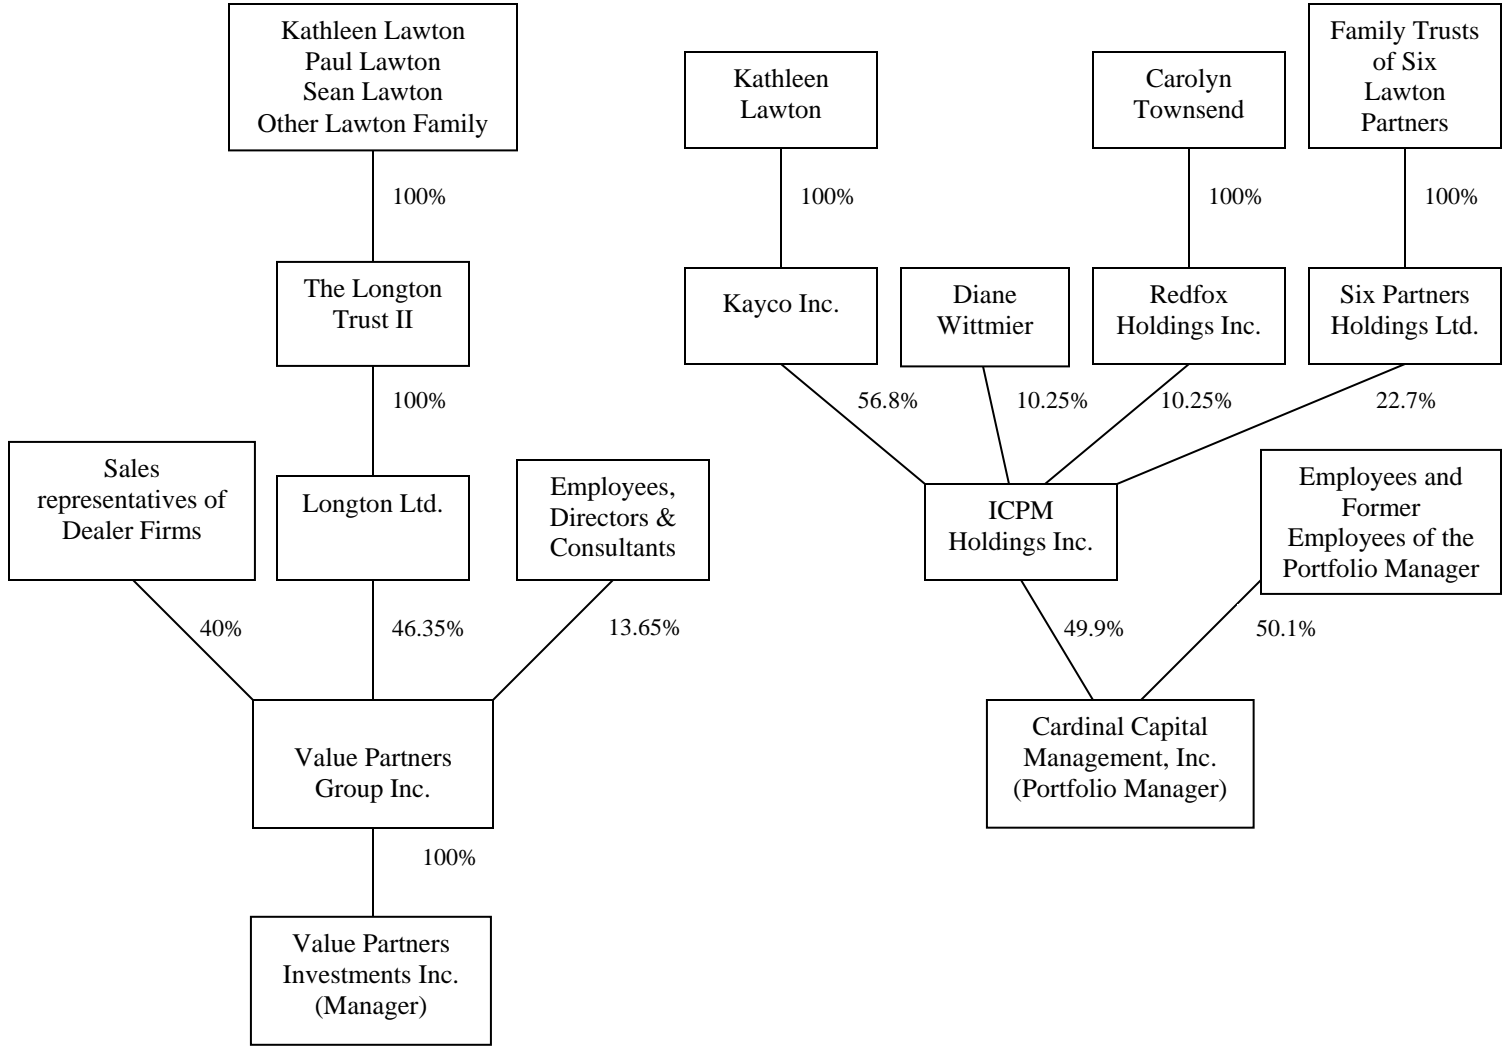 Kathleen Lawton
Paul Lawton
Sean Lawton
Other Lawton Family
Kathleen
Lawton
Carolyn
Townsend
Family Trusts
of Six
Lawton
Partners
100%
100%
100%
100%
The Longton
Trust II
Kayco Inc.
Diane
Wittmier
Redfox
Holdings Inc.
Six Partners
Holdings Ltd.
100%
56.8%
10.25%
10.25%
22.7%
Sales
representatives of
Dealer Firms
Longton Ltd.
Employees,
Directors &
Consultants
ICPM
Holdings Inc.
Employees and
Former
Employees of the
Portfolio Manager
40%
46.35%
13.65%
49.9%
50.1%
Value Partners
Group Inc.
Cardinal Capital
Management, Inc.
(Portfolio Manager)
100%
Value Partners
Investments Inc.
(Manager)